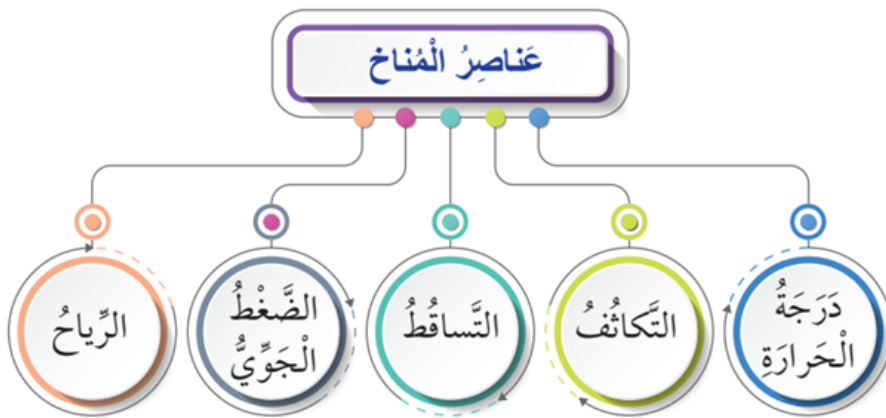 عَناصِرُ الْمُناخِ
دَرَجَةُ
الْحَرارَةِ
التَّكاثُفُ
التَّساقُطُ
الضَّغْطُ
الْجَوِّيُّ
الرِّياحُ